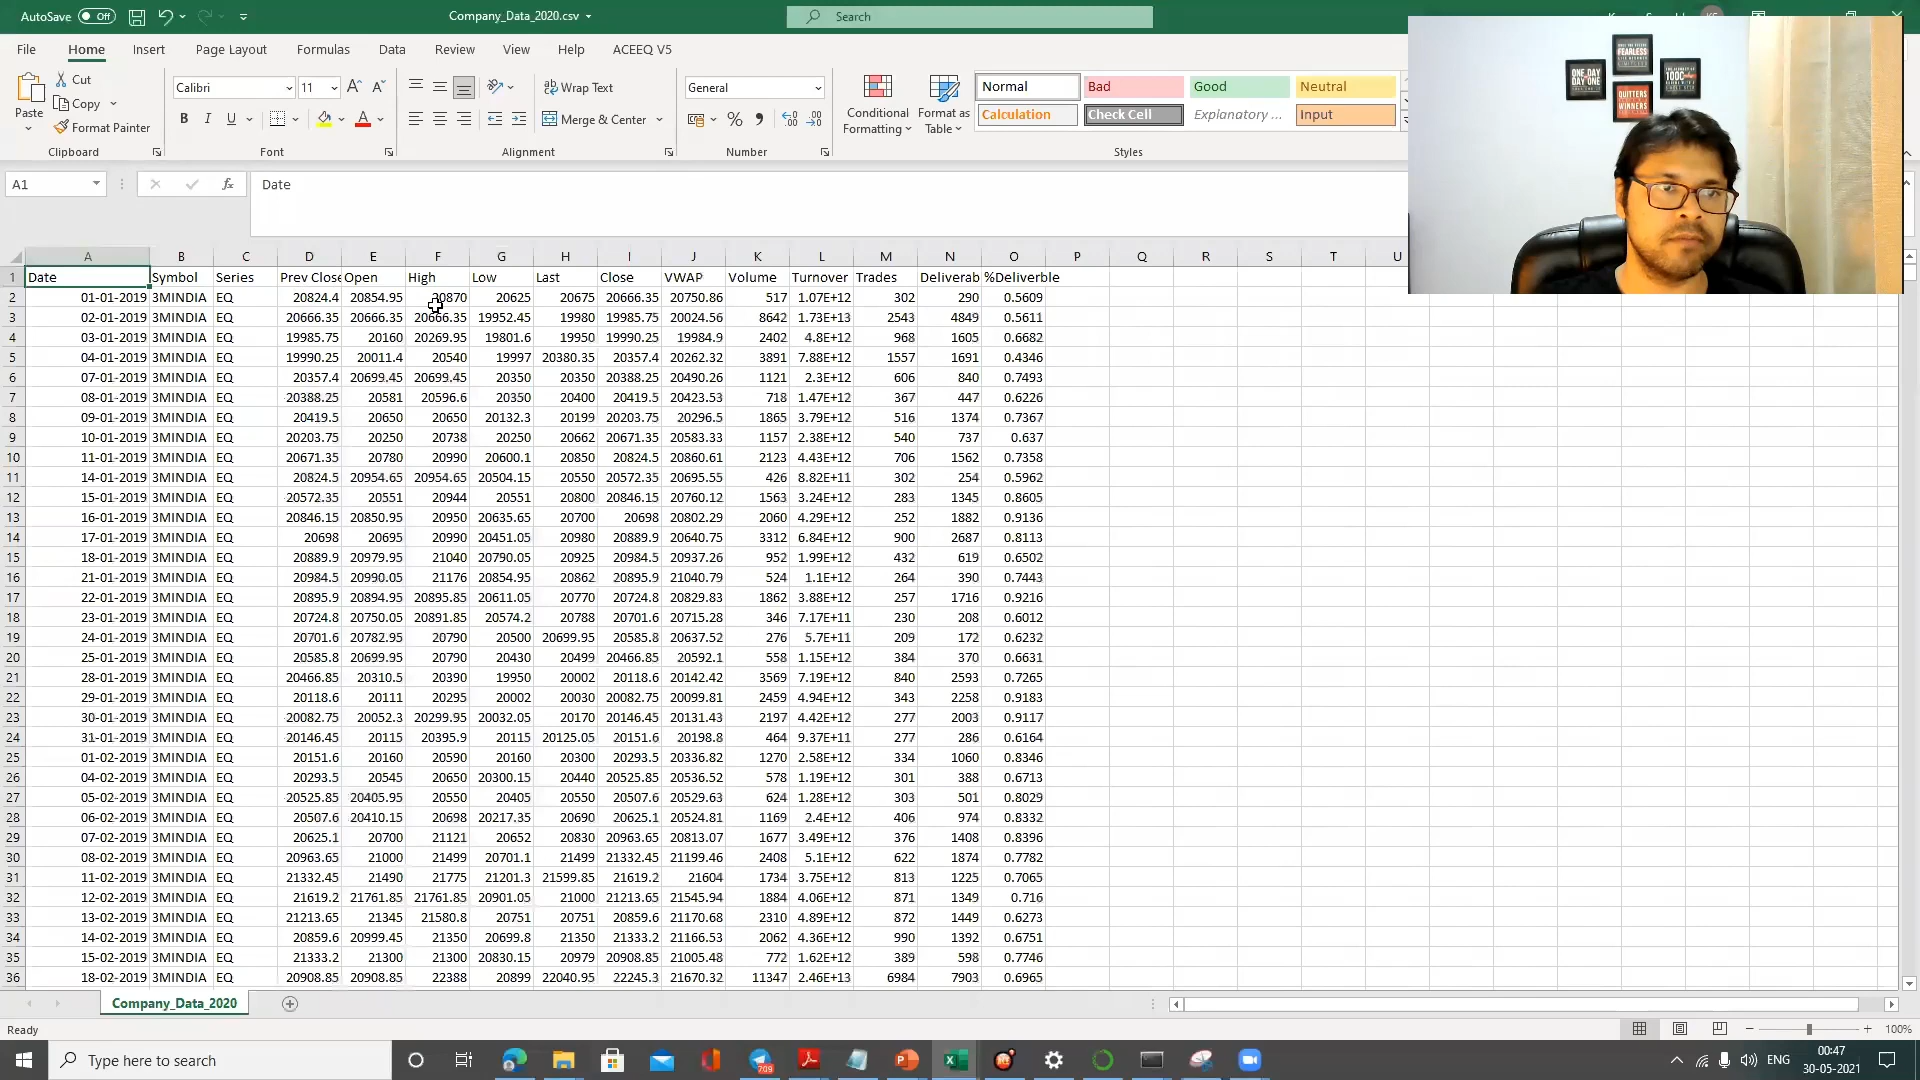 AutoSave Off Company_Data_2020.csv Search
File Home Insert Page Layout Formulas Data Review View Help ACEEQ V5
Paste Cut Copy Format Painter Calibri 11 Wrap Text Merge & Center General Conditional Formatting Format as Table Normal Bad Good Neutral Calculation Check Cell Explanatory ... Input
Clipboard Font Alignment Number Styles
A1 fx Date
A B C D E F G H I J K L M N O P Q R S T U
1 Date Symbol Series Prev Close Open High Low Last Close VWAP Volume Turnover Trades Deliverab %Deliverble
2 01-01-2019 3MINDIA EQ 20824.4 20854.95 20870 20625 20675 20666.35 20750.86 517 1.07E+12 302 290 0.5609
3 02-01-2019 3MINDIA EQ 20666.35 20666.35 20666.35 19952.45 19980 19985.75 20024.56 8642 1.73E+13 2543 4849 0.5611
4 03-01-2019 3MINDIA EQ 19985.75 20160 20269.95 19801.6 19950 19990.25 19984.9 2402 4.8E+12 968 1605 0.6682
5 04-01-2019 3MINDIA EQ 19990.25 20011.4 20540 19997 20380.35 20357.4 20262.32 3891 7.88E+12 1557 1691 0.4346
6 07-01-2019 3MINDIA EQ 20357.4 20699.45 20699.45 20350 20350 20388.25 20490.26 1121 2.3E+12 606 840 0.7493
7 08-01-2019 3MINDIA EQ 20388.25 20581 20596.6 20350 20400 20419.5 20423.53 718 1.47E+12 367 447 0.6226
8 09-01-2019 3MINDIA EQ 20419.5 20650 20650 20132.3 20199 20203.75 20296.5 1865 3.79E+12 516 1374 0.7367
9 10-01-2019 3MINDIA EQ 20203.75 20250 20738 20250 20662 20671.35 20583.33 1157 2.38E+12 540 737 0.637
10 11-01-2019 3MINDIA EQ 20671.35 20780 20990 20600.1 20850 20824.5 20860.61 2123 4.43E+12 706 1562 0.7358
11 14-01-2019 3MINDIA EQ 20824.5 20954.65 20954.65 20504.15 20550 20572.35 20695.55 426 8.82E+11 302 254 0.5962
12 15-01-2019 3MINDIA EQ 20572.35 20551 20944 20551 20800 20846.15 20760.12 1563 3.24E+12 283 1345 0.8605
13 16-01-2019 3MINDIA EQ 20846.15 20850.95 20950 20635.65 20700 20698 20802.29 2060 4.29E+12 252 1882 0.9136
14 17-01-2019 3MINDIA EQ 20698 20695 20990 20451.05 20980 20889.9 20640.75 3312 6.84E+12 900 2687 0.8113
15 18-01-2019 3MINDIA EQ 20889.9 20979.95 21040 20790.05 20925 20984.5 20937.26 952 1.99E+12 432 619 0.6502
16 21-01-2019 3MINDIA EQ 20984.5 20990.05 21176 20854.95 20862 20895.9 21040.79 524 1.1E+12 264 390 0.7443
17 22-01-2019 3MINDIA EQ 20895.9 20894.95 20895.85 20611.05 20770 20724.8 20829.83 1862 3.88E+12 257 1716 0.9216
18 23-01-2019 3MINDIA EQ 20724.8 20750.05 20891.85 20574.2 20788 20701.6 20715.28 346 7.17E+11 230 208 0.6012
19 24-01-2019 3MINDIA EQ 20701.6 20782.95 20790 20500 20699.95 20585.8 20637.52 276 5.7E+11 209 172 0.6232
20 25-01-2019 3MINDIA EQ 20585.8 20699.95 20790 20430 20499 20466.85 20592.1 558 1.15E+12 384 370 0.6631
21 28-01-2019 3MINDIA EQ 20466.85 20310.5 20390 19950 20002 20118.6 20142.42 3569 7.19E+12 840 2593 0.7265
22 29-01-2019 3MINDIA EQ 20118.6 20111 20295 20002 20030 20082.75 20099.81 2459 4.94E+12 343 2258 0.9183
23 30-01-2019 3MINDIA EQ 20082.75 20052.3 20299.95 20032.05 20170 20146.45 20131.43 2197 4.42E+12 277 2003 0.9117
24 31-01-2019 3MINDIA EQ 20146.45 20115 20395.9 20115 20125.05 20151.6 20198.8 464 9.37E+11 277 286 0.6164
25 01-02-2019 3MINDIA EQ 20151.6 20160 20590 20160 20300 20293.5 20336.82 1270 2.58E+12 334 1060 0.8346
26 04-02-2019 3MINDIA EQ 20293.5 20545 20650 20300.15 20440 20525.85 20536.52 578 1.19E+12 301 388 0.6713
27 05-02-2019 3MINDIA EQ 20525.85 20405.95 20550 20405 20550 20507.6 20529.63 624 1.28E+12 303 501 0.8029
28 06-02-2019 3MINDIA EQ 20507.6 20410.15 20698 20217.35 20690 20625.1 20524.81 1169 2.4E+12 406 974 0.8332
29 07-02-2019 3MINDIA EQ 20625.1 20700 21121 20652 20830 20963.65 20813.07 1677 3.49E+12 376 1408 0.8396
30 08-02-2019 3MINDIA EQ 20963.65 21000 21499 20701.1 21499 21332.45 21199.46 2408 5.1E+12 622 1874 0.7782
31 11-02-2019 3MINDIA EQ 21332.45 21490 21775 21201.3 21599.85 21619.2 21604 1734 3.75E+12 813 1225 0.7065
32 12-02-2019 3MINDIA EQ 21619.2 21761.85 21761.85 20901.05 21000 21213.65 21545.94 1884 4.06E+12 871 1349 0.716
33 13-02-2019 3MINDIA EQ 21213.65 21345 21580.8 20751 20751 20859.6 21170.68 2310 4.89E+12 872 1449 0.6273
34 14-02-2019 3MINDIA EQ 20859.6 20999.45 21350 20699.8 21350 21333.2 21166.53 2062 4.36E+12 990 1392 0.6751
35 15-02-2019 3MINDIA EQ 21333.2 21300 21300 20830.15 20979 20908.85 21005.48 772 1.62E+12 389 598 0.7746
36 18-02-2019 3MINDIA EQ 20908.85 20908.85 22388 20899 22040.95 22245.3 21670.32 11347 2.46E+13 6984 7903 0.6965
Company_Data_2020
Ready 100%
Type here to search 709 ENG 00:47
30-05-2021
ONE DAY DAY ONE
FEARLESS
1000
QUITTERS WINNERS